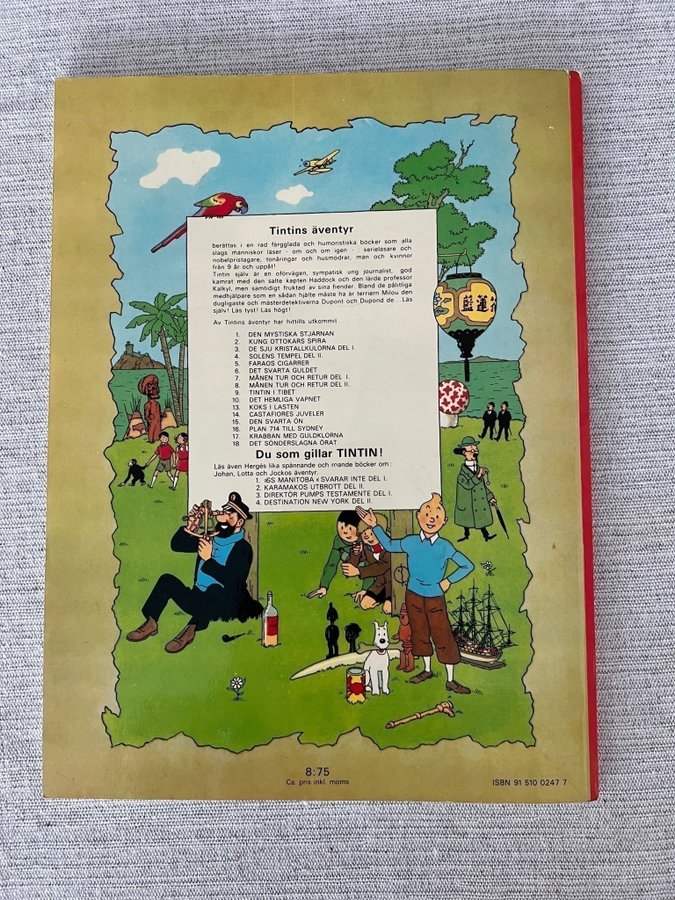 Tintins äventyr
berättas i en rad färgglada och humoristiska böcker som alla
slags människor läser - om och om igen - : serieläsare och
nobelpristagare, tonåringar och husmödrar, män och kvinnor
från 9 år och uppåt!
Tintin själv är en oförvägen, sympatisk ung journalist, god
kamrat med den salte kapten Haddock och den lärde professor
Kalkyl, men samtidigt fruktad av sina fiender. Bland de pålitliga
medhjälpare som en sådan hjälte måste ha är terriern Milou den
dugligaste och mästerdetektiverna Dupont och Dupond de... Läs
själv! Läs tyst! Läs högt!
Av Tintins äventyr har hittills utkommit
1. DEN MYSTISKA STJÄRNAN
2. KUNG OTTOKARS SPIRA
3. DE SJU KRISTALLKULORNA DEL I.
4. SOLENS TEMPEL DEL II.
5. FARAOS CIGARRER
6. DET SVARTA GULDET
7. MÅNEN TUR OCH RETUR DEL I.
8. MÅNEN TUR OCH RETUR DEL II.
9. TINTIN I TIBET
10. DET HEMLIGA VAPNET
13. KOKS I LASTEN
14. CASTAFIORES JUVELER
15. DEN SVARTA ÖN
16. PLAN 714 TILL SYDNEY
17. KRABBAN MED GULDKLORNA
18. DET SÖNDERSLAGNA ÖRAT
Du som gillar TINTIN!
Läs även Hergés lika spännande och roande böcker om:
Johan, Lotta och Jockos äventyr.
1. »SS MANITOBA « SVARAR INTE DEL I.
2. KARAMAKOS UTBROTT DEL II.
3. DIREKTÖR PUMPS TESTAMENTE DEL I.
4. DESTINATION NEW YORK DEL II.
藍蓮
8:75
Ca. pris inkl. moms
ISBN 91 510 0247 7